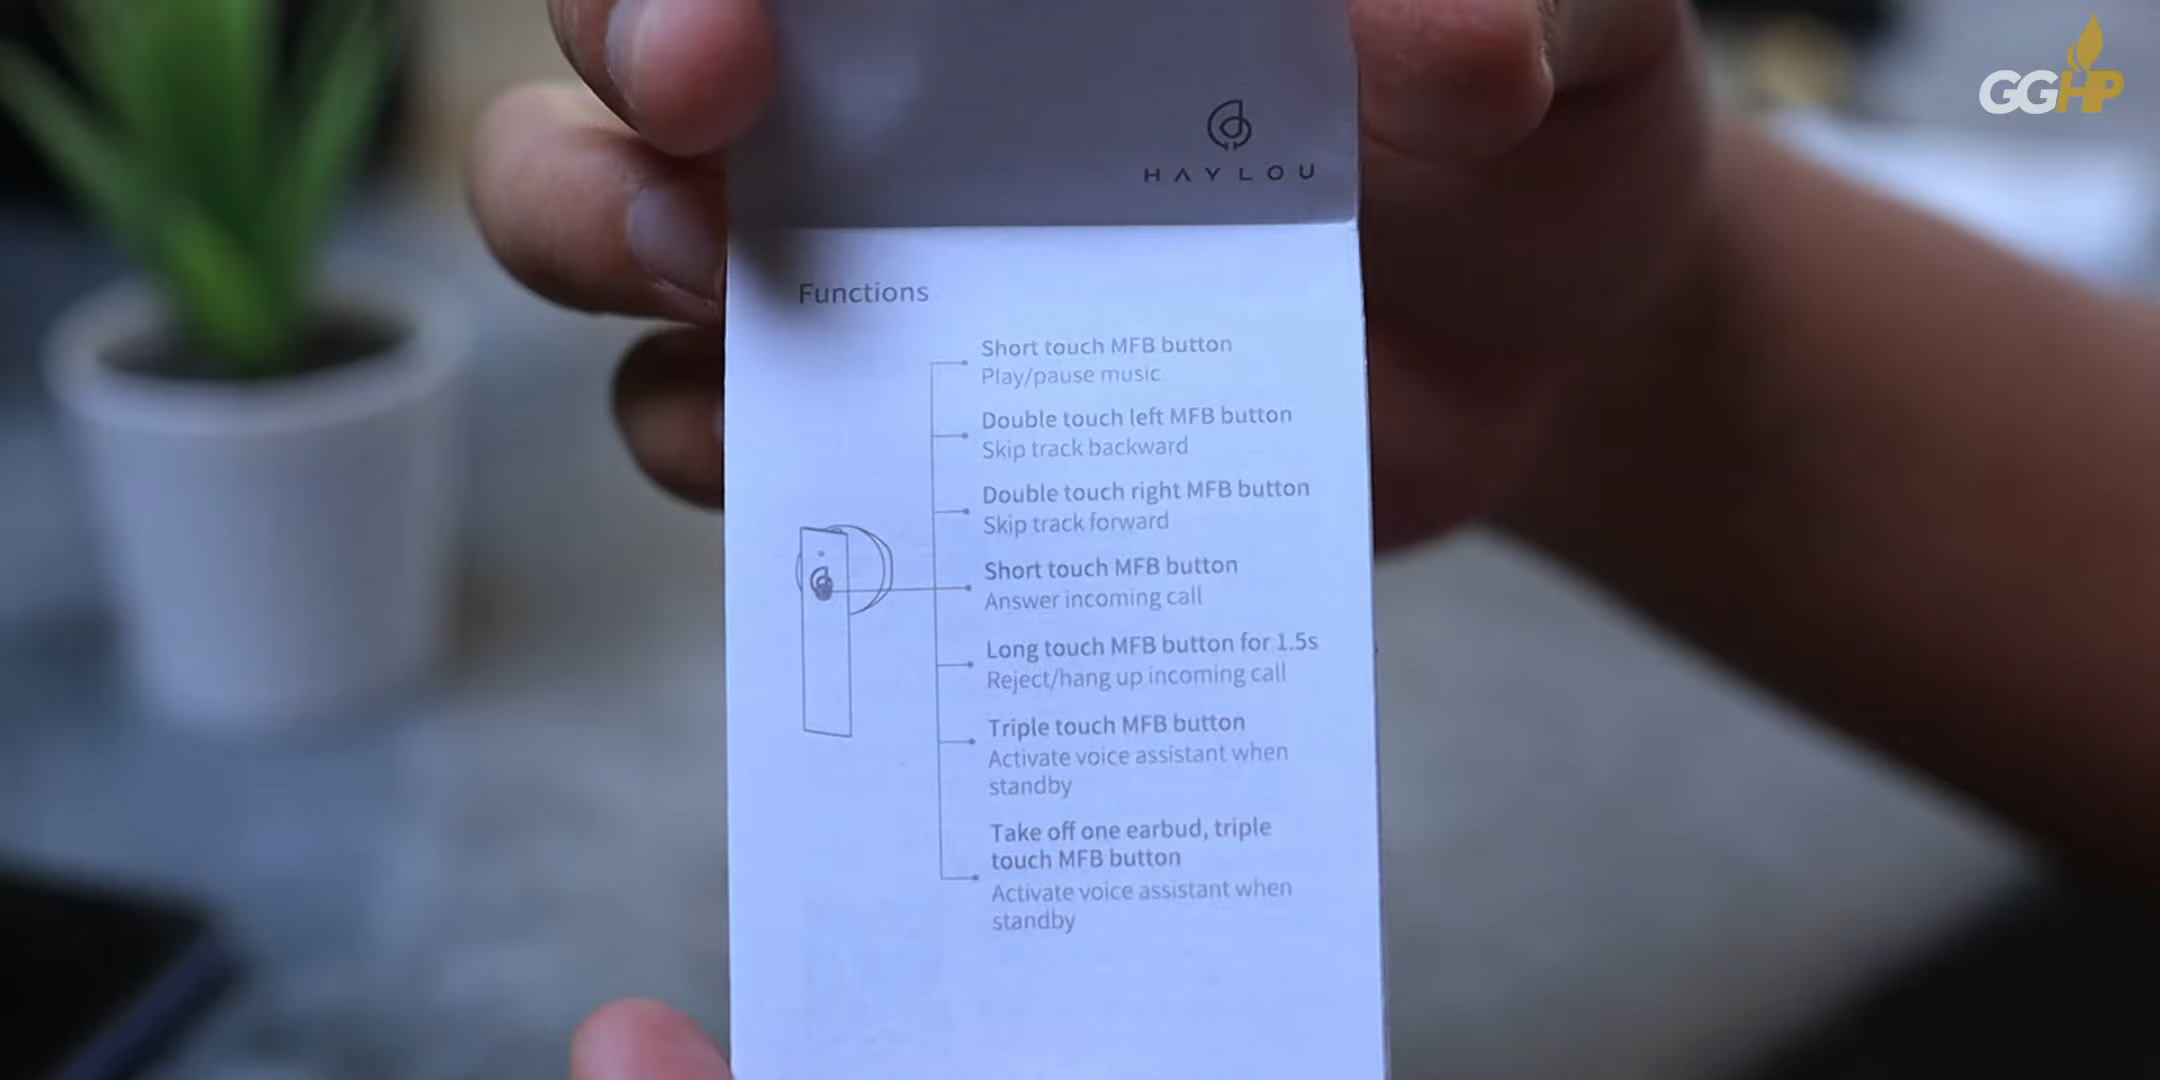 GGHP
HAYLOU
Functions
Short touch MFB button
Play/pause music
Double touch left MFB button
Skip track backward
Double touch right MFB button
Skip track forward
Short touch MFB button
Answer incoming call
Long touch MFB button for 1.5s
Reject/hang up incoming call
Triple touch MFB button
Activate voice assistant when
standby
Take off one earbud, triple
touch MFB button
Activate voice assistant when
standby